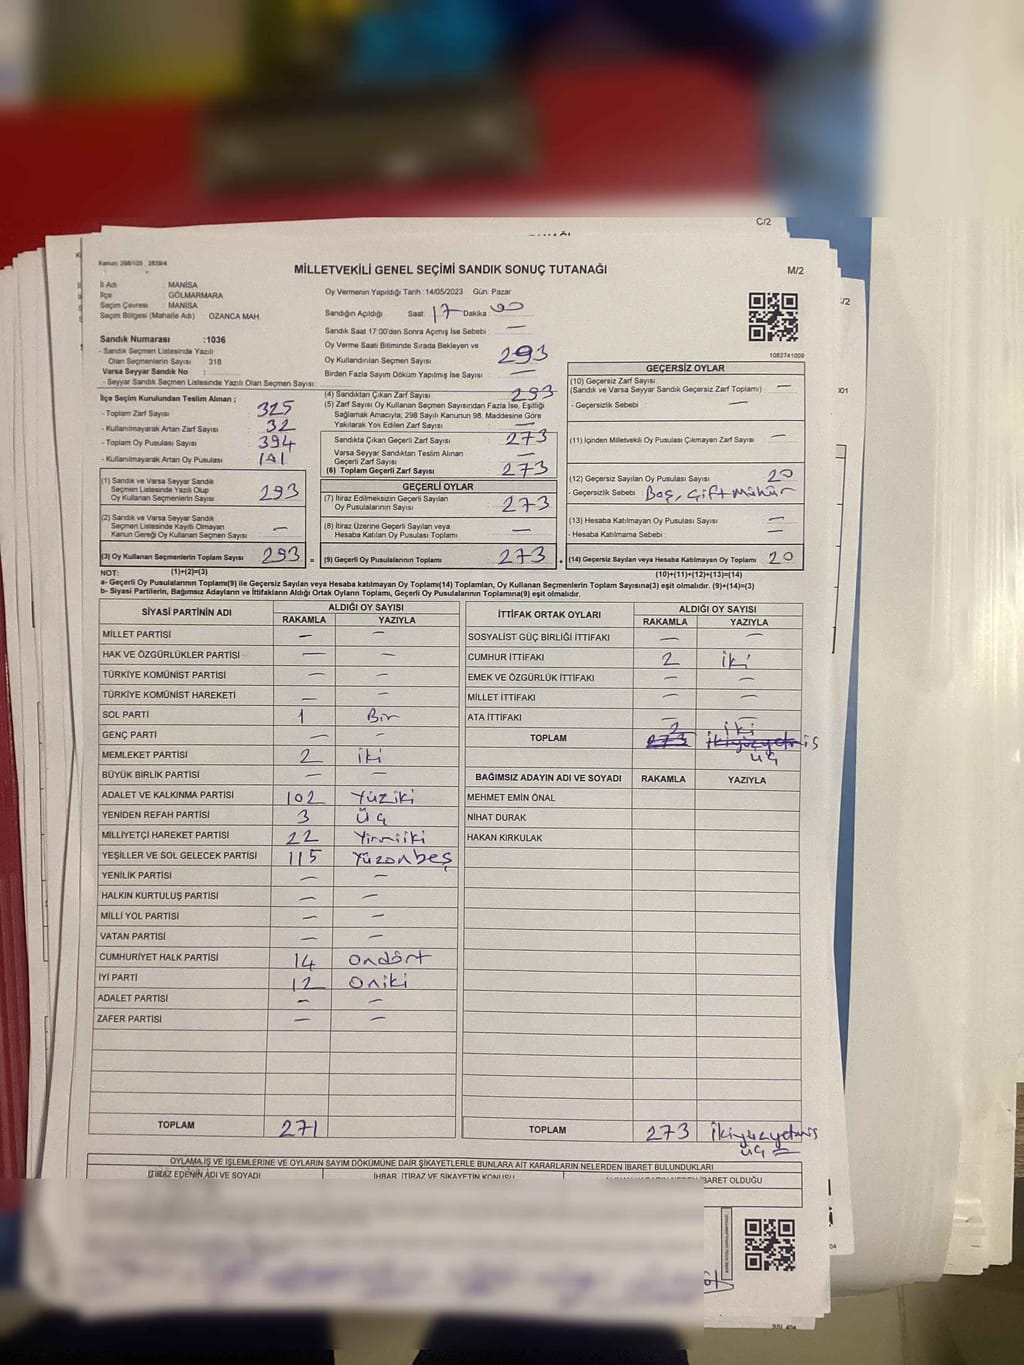 C/2
MİLLETVEKİLİ GENEL SEÇİMİ SANDIK SONUÇ TUTANAĞI
M/2
/2
İl Adı : MANİSA
İlçe : GÖLMARMARA
Seçim Çevresi : MANİSA
Seçim Bölgesi (Mahalle Adı) : OZANCA MAH.
Sandık Numarası :1036
- Sandık Seçmen Listesinde Yazılı
Olan Seçmenlerin Sayısı : 318
Varsa Seyyar Sandık No :
- Seyyar Sandık Seçmen Listesinde Yazılı Olan Seçmen Sayısı:
Oy Vermenin Yapıldığı Tarih :14/05/2023 Gün: Pazar
Sandığın Açıldığı Saat: 17 Dakika :
Sandık Saat 17:00'den Sonra Açımış İse Sebebi : —
Oy Verme Saati Bitiminde Sırada Bekleyen ve
Oy Kullandırılan Seçmen Sayısı : 293
Birden Fazla Sayım Döküm Yapılmış İse Sayısı : —
1083741009
İlçe Seçim Kurulundan Teslim Alınan ;
- Toplam Zarf Sayısı : 325
- Kullanılmayarak Artan Zarf Sayısı : 32
- Toplam Oy Pusulası Sayısı : 394
- Kullanılmayarak Artan Oy Pusulası : 101
(4) Sandıktan Çıkan Zarf Sayısı : 293
(5) Zarf Sayısı Oy Kullanan Seçmen Sayısından Fazla İse, Eşitliği
Sağlamak Amacıyla; 298 Sayılı Kanunun 98. Maddesine Göre
Yakılarak Yok Edilen Zarf Sayısı : —
Sandıkta Çıkan Geçerli Zarf Sayısı : 273
Varsa Seyyar Sandıktan Teslim Alınan
Geçerli Zarf Sayısı : —
(6) Toplam Geçerli Zarf Sayısı : 273
GEÇERSİZ OYLAR
(10) Geçersiz Zarf Sayısı
(Sandık ve Varsa Seyyar Sandık Geçersiz Zarf Toplamı) : —
- Geçersizlik Sebebi : —
(11) İçinden Milletvekili Oy Pusulası Çıkmayan Zarf Sayısı : —
(12) Geçersiz Sayılan Oy Pusulası Sayısı : 20
- Geçersizlik Sebebi : Boş, Çift Mühür
(13) Hesaba Katılmayan Oy Pusulası Sayısı : —
- Hesaba Katılmama Sebebi : —
(14) Geçersiz Sayılan veya Hesaba Katılmayan Oy Toplamı 20
(10)+(11)+(12)+(13)=(14)
(1) Sandık ve Varsa Seyyar Sandık
Seçmen Listesinde Yazılı Olup
Oy Kullanan Seçmenlerin Sayısı : 293
(2) Sandık ve Varsa Seyyar Sandık
Seçmen Listesinde Kayıtlı Olmayan
Kanun Gereği Oy Kullanan Seçmen Sayısı : —
(3) Oy Kullanan Seçmenlerin Toplam Sayısı 293
GEÇERLİ OYLAR
(7) İtiraz Edilmeksizin Geçerli Sayılan
Oy Pusulalarının Sayısı : 273
(8) İtiraz Üzerine Geçerli Sayılan veya
Hesaba Katılan Oy Pusulası Toplamı : —
= (9) Geçerli Oy Pusulalarının Toplamı : 273 +
NOT: (1)+(2)=(3)
a- Geçerli Oy Pusulalarının Toplamı(9) ile Geçersiz Sayılan veya Hesaba katılmayan Oy Toplamı(14) Toplamları, Oy Kullanan Seçmenlerin Toplam Sayısına(3) eşit olmalıdır. (9)+(14)=(3)
b- Siyasi Partilerin, Bağımsız Adayların ve İttifakların Aldığı Ortak Oyların Toplamı, Geçerli Oy Pusulalarının Toplamına(9) eşit olmalıdır.
SİYASİ PARTİNİN ADI ALDIĞI OY SAYISI
RAKAMLA YAZIYLA
MİLLET PARTİSİ — —
HAK VE ÖZGÜRLÜKLER PARTİSİ — —
TÜRKİYE KOMÜNİST PARTİSİ — —
TÜRKİYE KOMÜNİST HAREKETİ — —
SOL PARTİ 1 Bir
GENÇ PARTİ — —
MEMLEKET PARTİSİ 2 iki
BÜYÜK BİRLİK PARTİSİ — —
ADALET VE KALKINMA PARTİSİ 102 Yüziki
YENİDEN REFAH PARTİSİ 3 Üç
MİLLİYETÇİ HAREKET PARTİSİ 22 Yirmiiki
YEŞİLLER VE SOL GELECEK PARTİSİ 115 Yüzonbeş
YENİLİK PARTİSİ — —
HALKIN KURTULUŞ PARTİSİ — —
MİLLİ YOL PARTİSİ — —
VATAN PARTİSİ — —
CUMHURİYET HALK PARTİSİ 14 Ondört
İYİ PARTİ 12 Oniki
ADALET PARTİSİ — —
ZAFER PARTİSİ — —
TOPLAM 271
İTTİFAK ORTAK OYLARI ALDIĞI OY SAYISI
RAKAMLA YAZIYLA
SOSYALİST GÜÇ BİRLİĞİ İTTİFAKI — —
CUMHUR İTTİFAKI 2 iki
EMEK VE ÖZGÜRLÜK İTTİFAKI — —
MİLLET İTTİFAKI — —
ATA İTTİFAKI — —
2 iki
TOPLAM 273 ikiyüzyetmiş
üç
BAĞIMSIZ ADAYIN ADI VE SOYADI RAKAMLA YAZIYLA
MEHMET EMİN ÖNAL
NİHAT DURAK
HAKAN KIRKULAK
TOPLAM 273 ikiyüzyetmiş
üç
OYLAMA İŞ VE İŞLEMLERİNE VE OYLARIN SAYIM DÖKÜMÜNE DAİR ŞİKAYETLERLE BUNLARA AİT KARARLARIN NELERDEN İBARET BULUNDUKLARI
İTİRAZ EDENİN ADI VE SOYADI